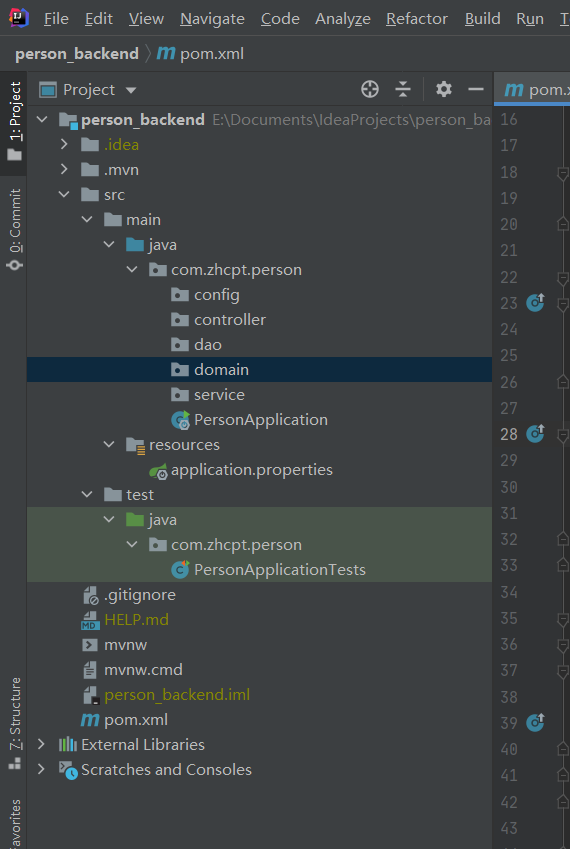 File Edit View Navigate Code Analyze Refactor Build Run
person_backend pom.xml
1: Project
0: Commit
7: Structure
Favorites
Project
person_backend E:\Documents\IdeaProjects\person_ba
.idea
.mvn
src
main
java
com.zhcpt.person
config
controller
dao
domain
service
PersonApplication
resources
application.properties
test
java
com.zhcpt.person
PersonApplicationTests
.gitignore
HELP.md
mvnw
mvnw.cmd
person_backend.iml
pom.xml
External Libraries
Scratches and Consoles
pom.x
16
17
18
19
20
21
22
23
24
25
26
27
28
29
30
31
32
33
34
35
36
37
38
39
40
41
42
43